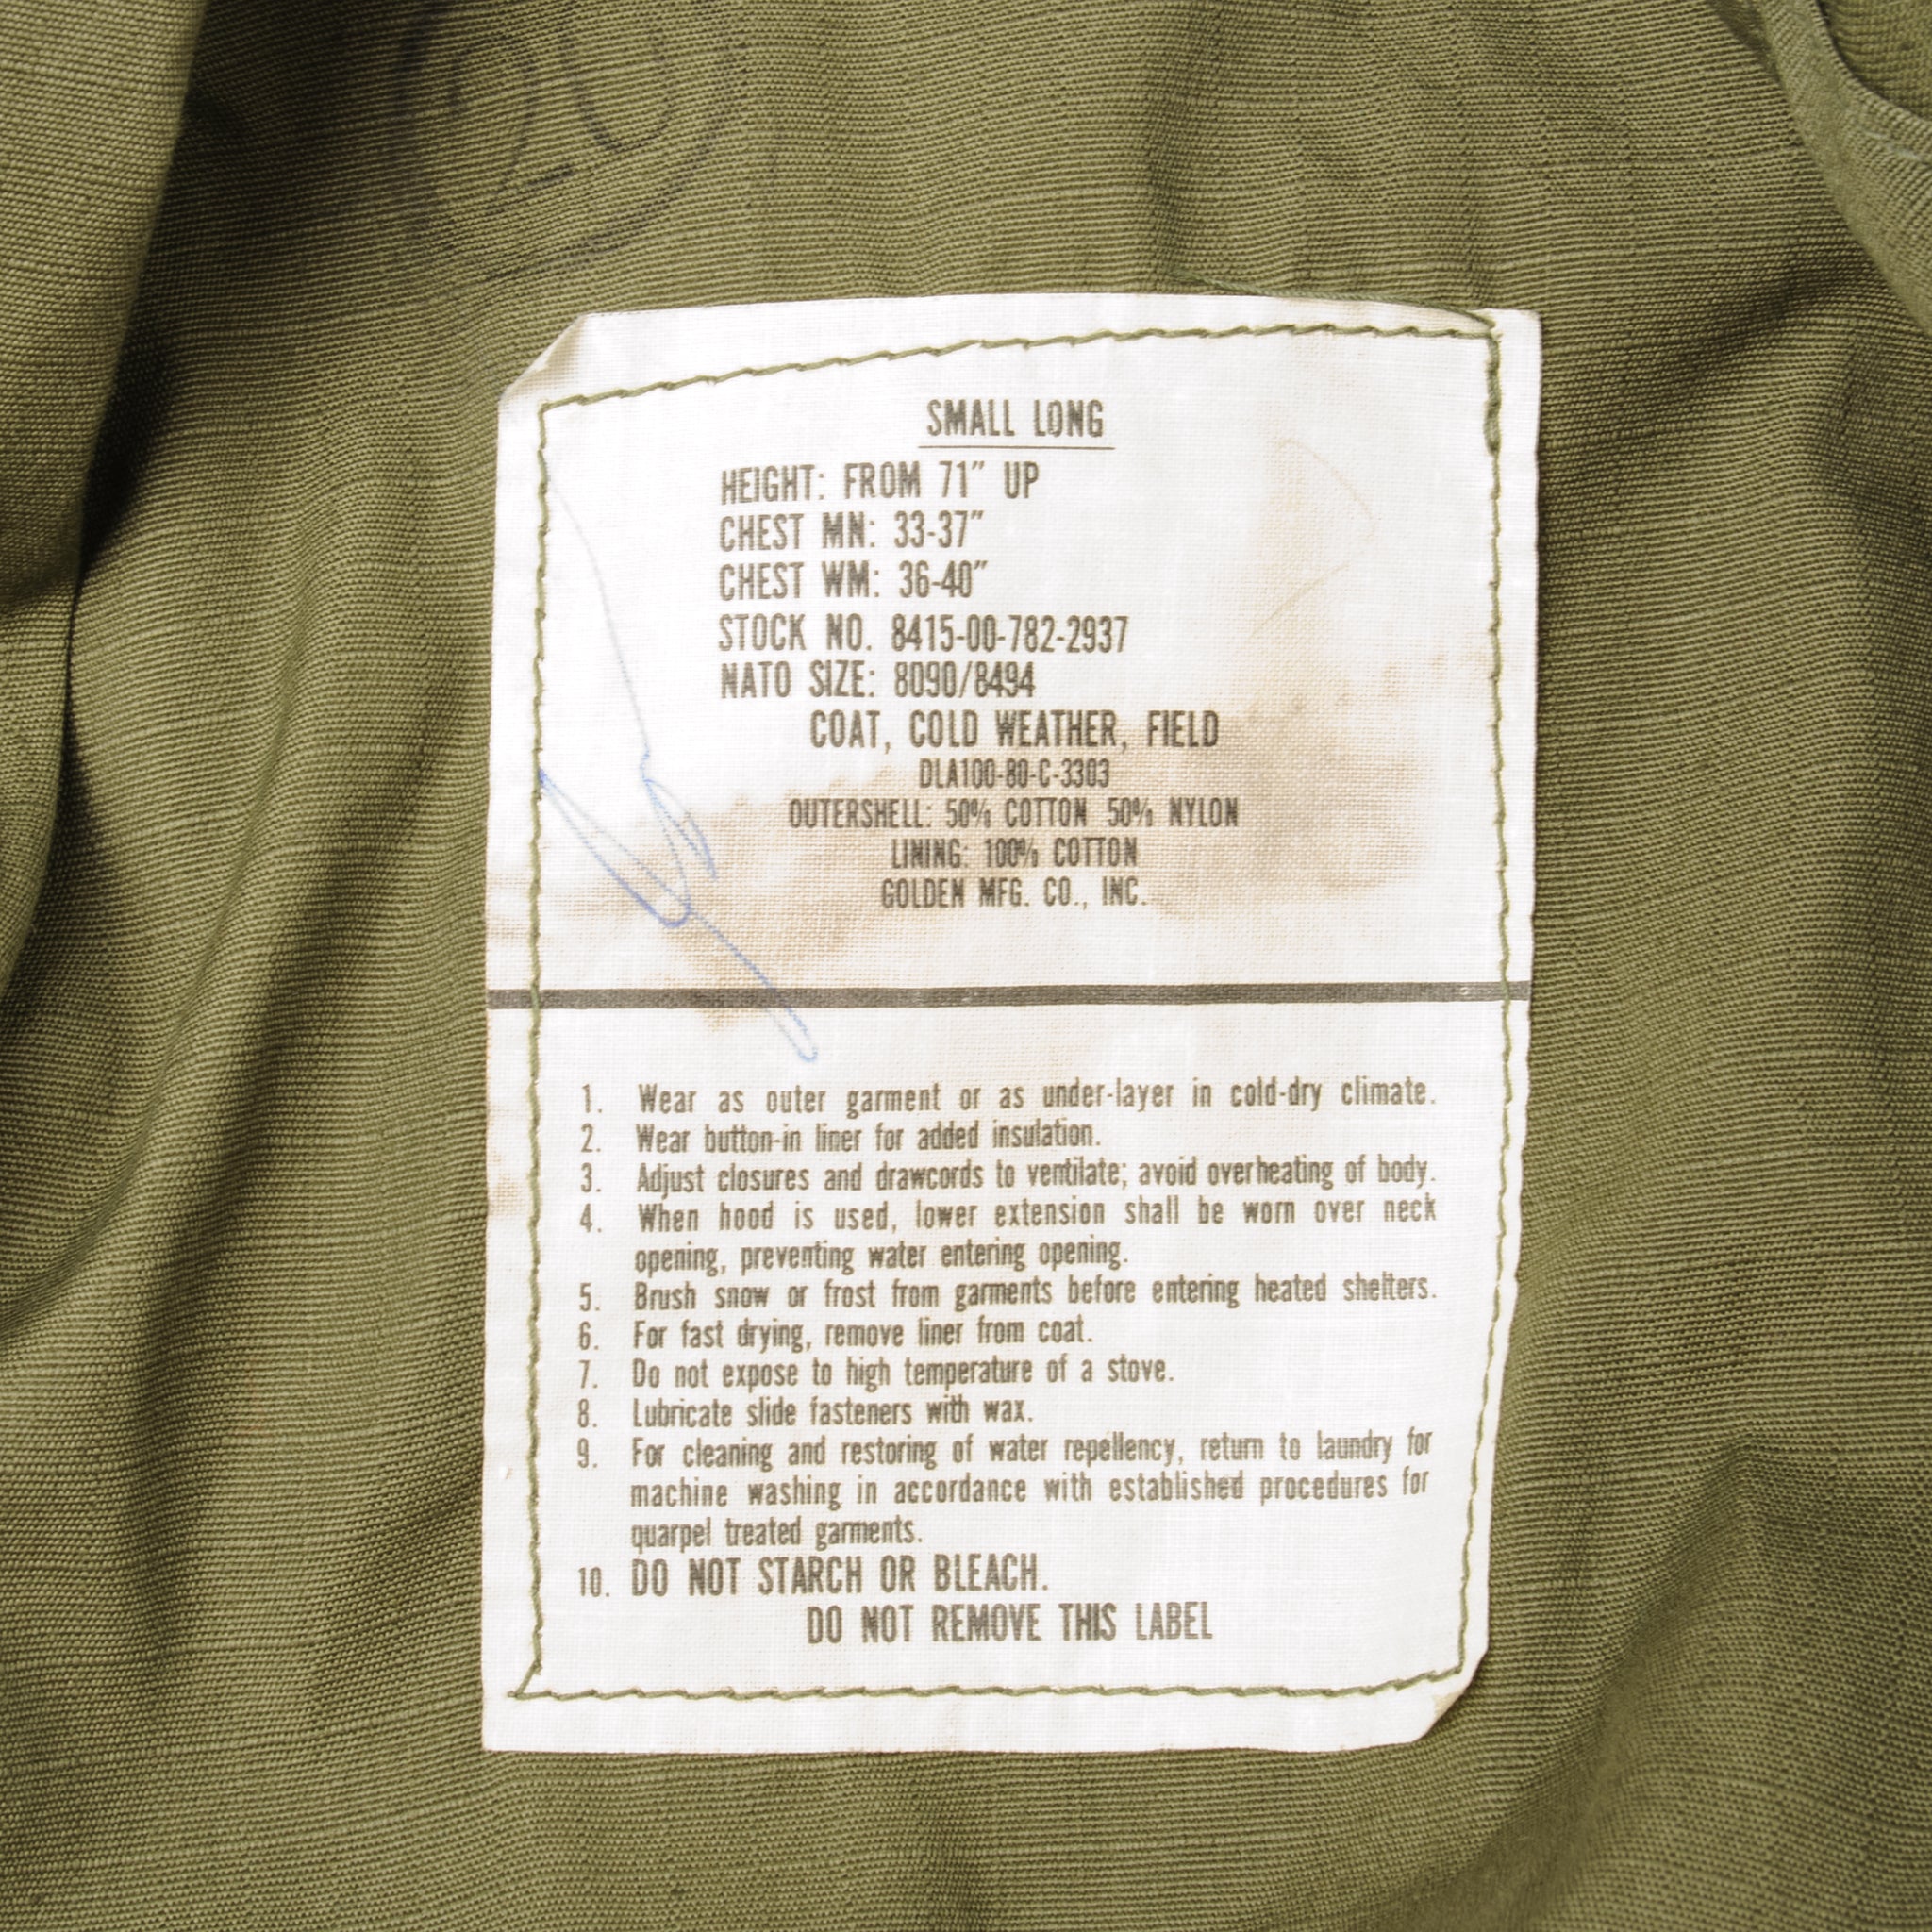 20
SMALL LONG
HEIGHT: FROM 71" UP
CHEST MN: 33-37"
CHEST WM: 36-40"
STOCK NO. 8415-00-782-2937
NATO SIZE: 8090/8494
COAT, COLD WEATHER, FIELD
DLA100-80-C-3303
OUTERSHELL: 50% COTTON 50% NYLON
LINING: 100% COTTON
GOLDEN MFG. CO., INC.
1. Wear as outer garment or as under-layer in cold-dry climate.
2. Wear button-in liner for added insulation.
3. Adjust closures and drawcords to ventilate; avoid overheating of body.
4. When hood is used, lower extension shall be worn over neck
opening, preventing water entering opening.
5. Brush snow or frost from garments before entering heated shelters.
6. For fast drying, remove liner from coat.
7. Do not expose to high temperature of a stove.
8. Lubricate slide fasteners with wax.
9. For cleaning and restoring of water repellency, return to laundry for
machine washing in accordance with established procedures for
quarpel treated garments.
10. DO NOT STARCH OR BLEACH.
DO NOT REMOVE THIS LABEL